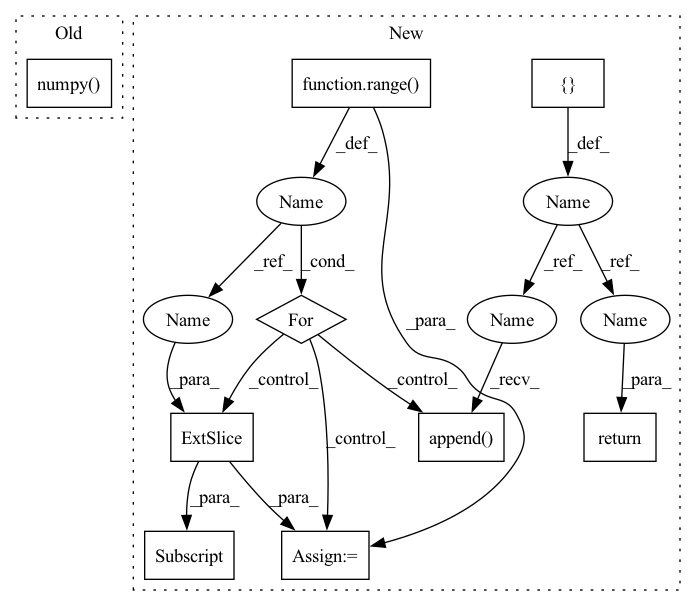 Old
New
numpy()
function.range()
{}
_def_
_def_
Name
Name
_ref_
_cond_
_ref_
_ref_
_para_
Name
For
Name
Name
_para_
_control_
_control_
_recv_
_para_
_control_
ExtSlice
append()
return
_para_
_para_
Subscript
Assign:=